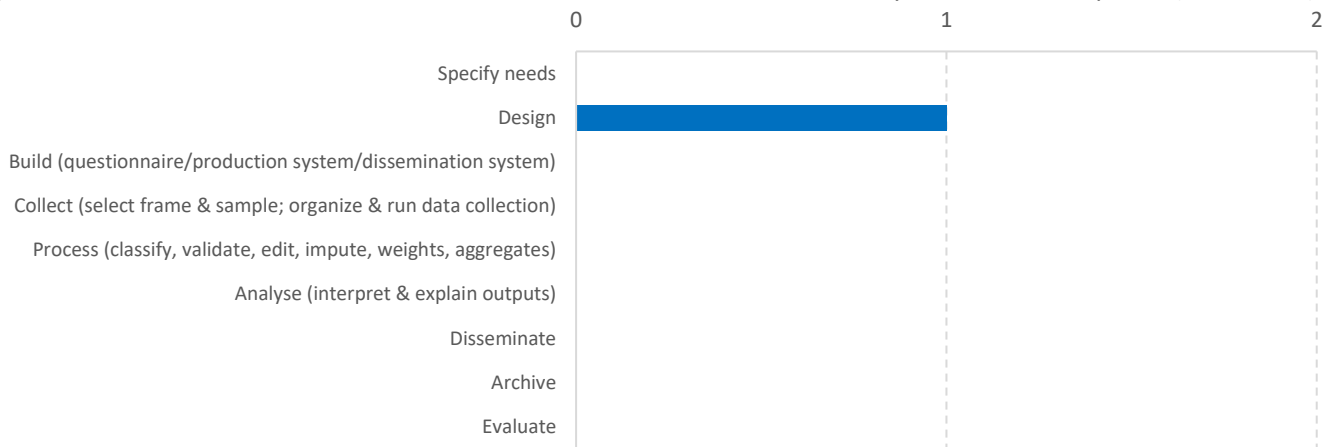 0 1 2
Specify needs
Design
Build (questionnaire/production system/dissemination system)
Collect (select frame & sample; organize & run data collection)
Process (classify, validate, edit, impute, weights, aggregates)
Analyse (interpret & explain outputs)
Disseminate
Archive
Evaluate